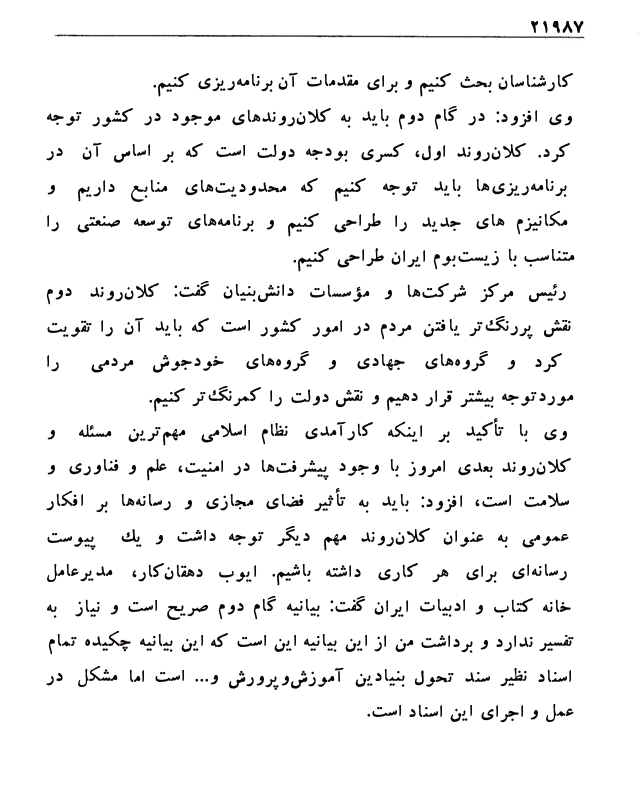 ۲۱۹۸۷
کارشناسان بحث کنیم و برای مقدمات آن برنامه‌ریزی کنیم.
وی افزود: در گام دوم باید به کلان‌روندهای موجود در کشور توجه
کرد. کلان‌روند اول، کسری بودجه دولت است که بر اساس آن در
برنامه‌ریزی‌ها باید توجه کنیم که محدودیت‌های منابع داریم و
مکانیزم های جدید را طراحی کنیم و برنامه‌های توسعه صنعتی را
متناسب با زیست‌بوم ایران طراحی کنیم.
رئیس مرکز شرکت‌ها و مؤسسات دانش‌بنیان گفت: کلان‌روند دوم
نقش پررنگ‌تر یافتن مردم در امور کشور است که باید آن را تقویت
کرد و گروه‌های جهادی و گروه‌های خودجوش مردمی را
موردتوجه بیشتر قرار دهیم و نقش دولت را کمرنگ‌تر کنیم.
وی با تأکید بر اینکه کارآمدی نظام اسلامی مهم‌ترین مسئله و
کلان‌روند بعدی امروز با وجود پیشرفت‌ها در امنیت، علم و فناوری و
سلامت است، افزود: باید به تأثیر فضای مجازی و رسانه‌ها بر افکار
عمومی به عنوان کلان‌روند مهم دیگر توجه داشت و یك پیوست
رسانه‌ای برای هر کاری داشته باشیم. ایوب دهقان‌کار، مدیرعامل
خانه کتاب و ادبیات ایران گفت: بیانیه گام دوم صریح است و نیاز به
تفسیر ندارد و برداشت من از این بیانیه این است که این بیانیه چکیده تمام
اسناد نظیر سند تحول بنیادین آموزش‌وپرورش و... است اما مشکل در
عمل و اجرای این اسناد است.